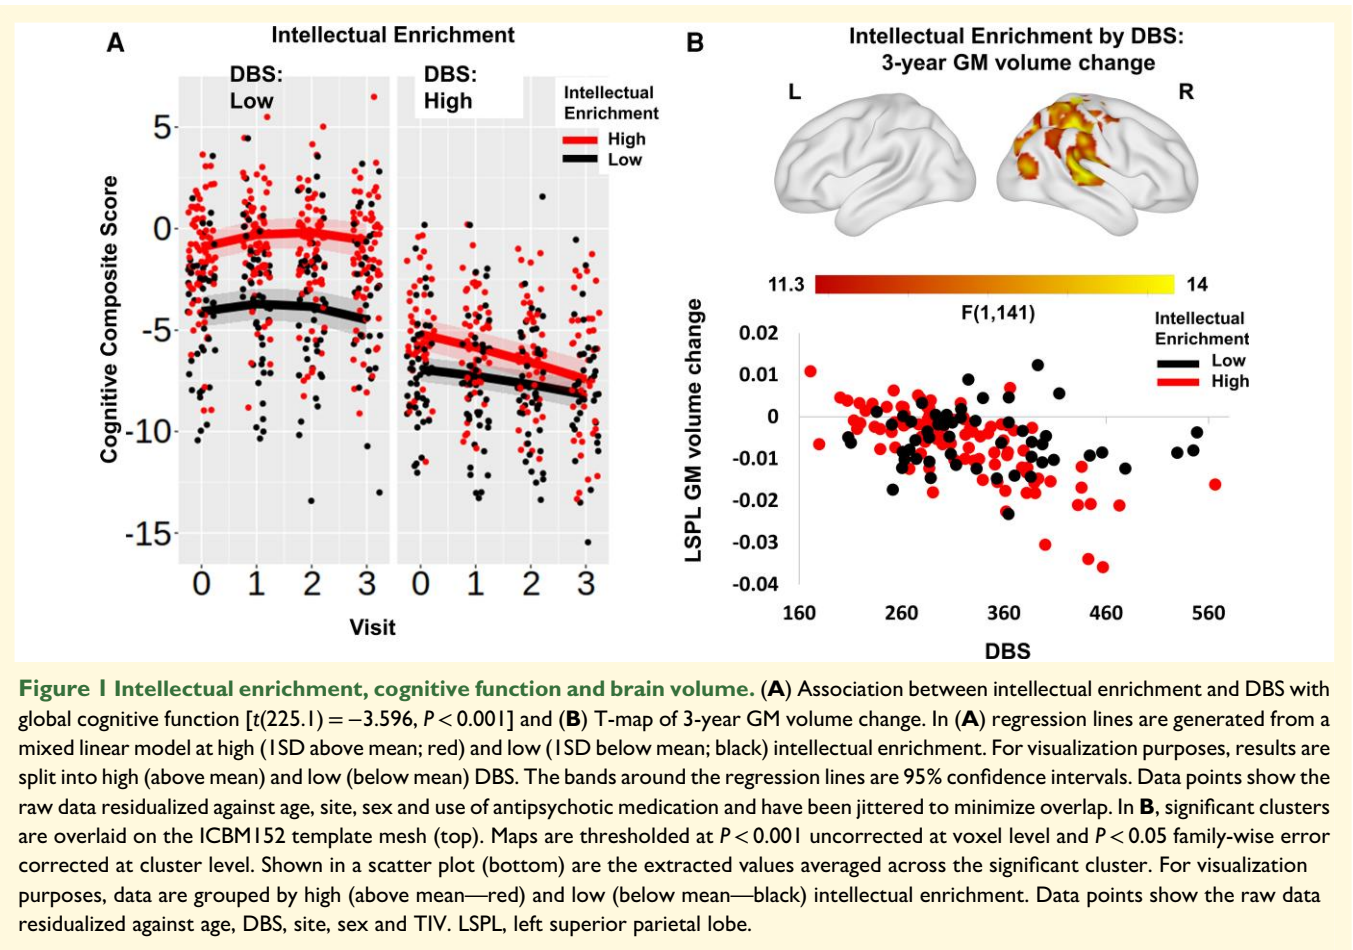 A
Intellectual Enrichment
DBS:
Low
DBS:
High
Intellectual
Enrichment
High
Low
Cognitive Composite Score
5
0
-5
-10
-15
0 1 2 3 0 1 2 3
Visit
B
Intellectual Enrichment by DBS:
3-year GM volume change
L R
11.3 14
F(1,141)
Intellectual
Enrichment
Low
High
LSPL GM volume change
0.02
0.01
0
-0.01
-0.02
-0.03
-0.04
160 260 360 460 560
DBS
Figure 1 Intellectual enrichment, cognitive function and brain volume. (A) Association between intellectual enrichment and DBS with
global cognitive function [t(225.1) = −3.596, P < 0.001] and (B) T-map of 3-year GM volume change. In (A) regression lines are generated from a
mixed linear model at high (1SD above mean; red) and low (1SD below mean; black) intellectual enrichment. For visualization purposes, results are
split into high (above mean) and low (below mean) DBS. The bands around the regression lines are 95% confidence intervals. Data points show the
raw data residualized against age, site, sex and use of antipsychotic medication and have been jittered to minimize overlap. In B, significant clusters
are overlaid on the ICBM152 template mesh (top). Maps are thresholded at P < 0.001 uncorrected at voxel level and P < 0.05 family-wise error
corrected at cluster level. Shown in a scatter plot (bottom) are the extracted values averaged across the significant cluster. For visualization
purposes, data are grouped by high (above mean—red) and low (below mean—black) intellectual enrichment. Data points show the raw data
residualized against age, DBS, site, sex and TIV. LSPL, left superior parietal lobe.